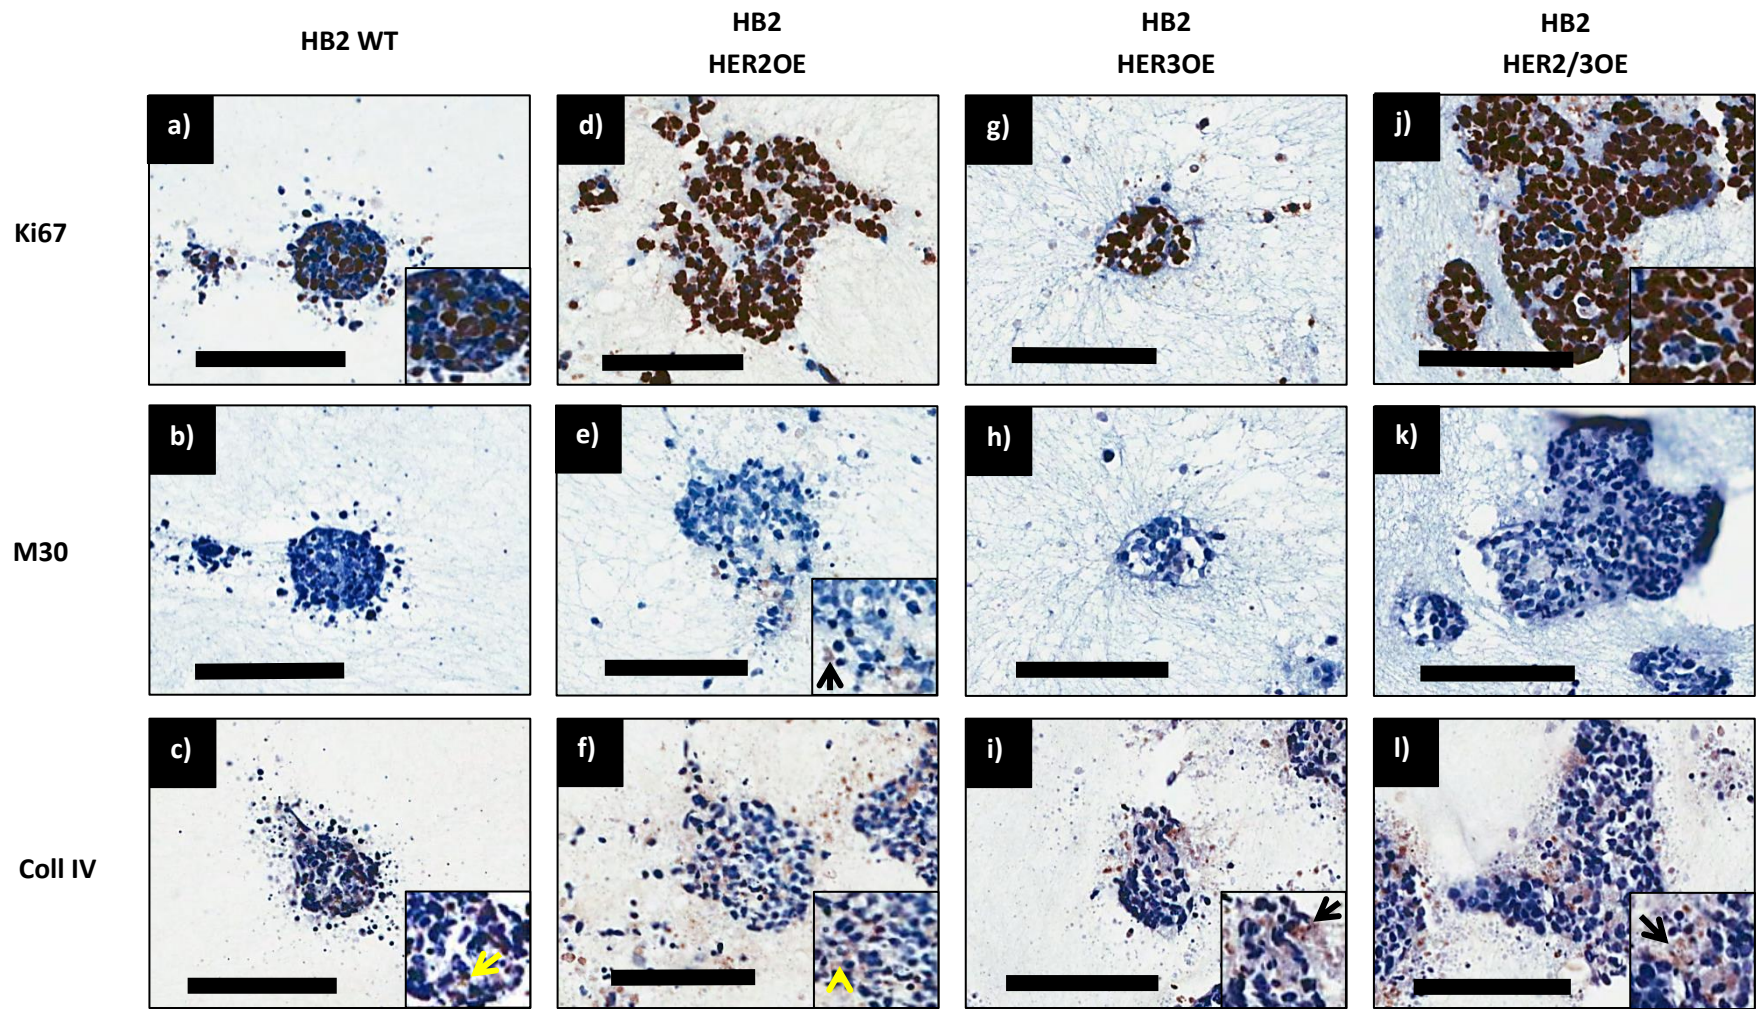 HB2 WT
HB2
HER2OE
HB2
HER3OE
HB2
HER2/3OE
Ki67
a)
d)
g)
j)
M30
b)
e)
h)
k)
Coll IV
c)
f)
i)
l)